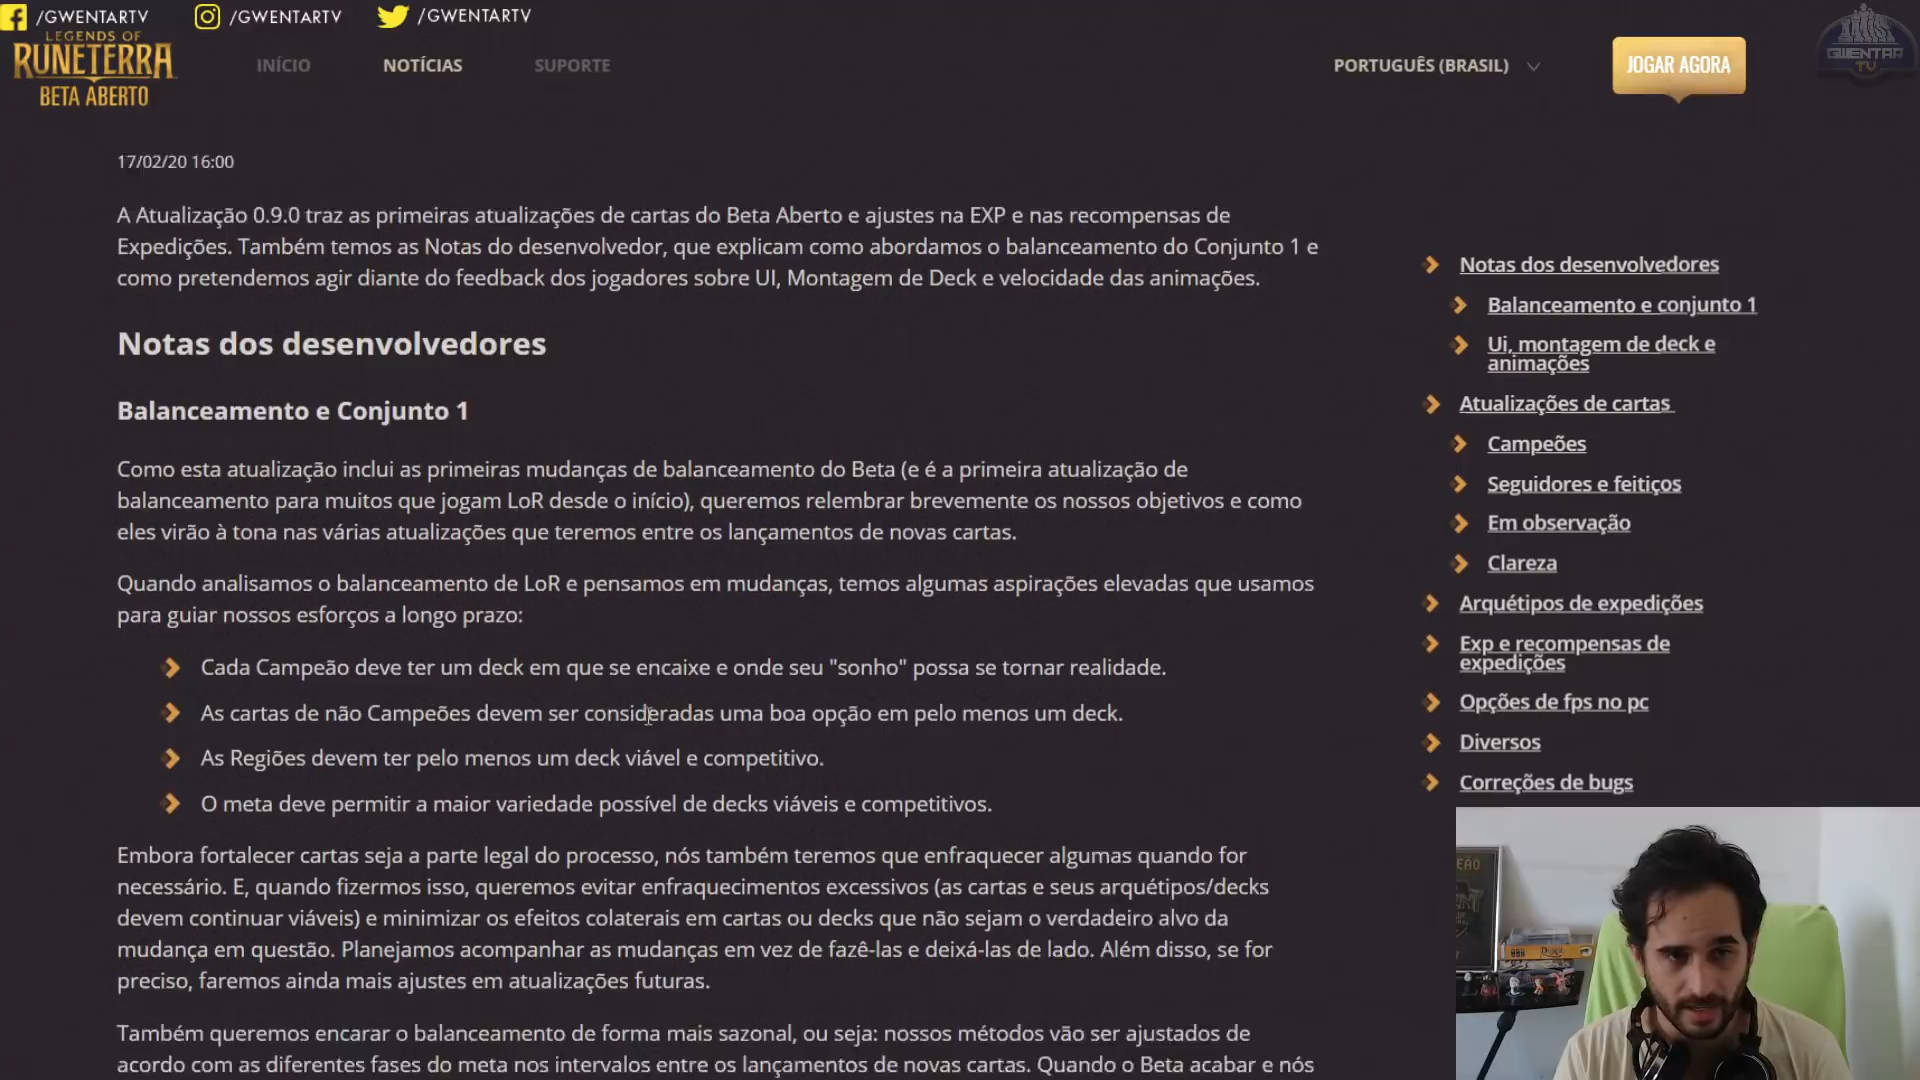 /GWENTARTV
/GWENTARTV
/GWENTARTV
LEGENDS OF
RUNETERRA
BETA ABERTO
INÍCIO
NOTÍCIAS
SUPORTE
PORTUGUÊS (BRASIL)
JOGAR AGORA
GWENTAR
TV
17/02/20 16:00
A Atualização 0.9.0 traz as primeiras atualizações de cartas do Beta Aberto e ajustes na EXP e nas recompensas de
Expedições. Também temos as Notas do desenvolvedor, que explicam como abordamos o balanceamento do Conjunto 1 e
como pretendemos agir diante do feedback dos jogadores sobre UI, Montagem de Deck e velocidade das animações.
Notas dos desenvolvedores
Balanceamento e Conjunto 1
Como esta atualização inclui as primeiras mudanças de balanceamento do Beta (e é a primeira atualização de
balanceamento para muitos que jogam LoR desde o início), queremos relembrar brevemente os nossos objetivos e como
eles virão à tona nas várias atualizações que teremos entre os lançamentos de novas cartas.
Quando analisamos o balanceamento de LoR e pensamos em mudanças, temos algumas aspirações elevadas que usamos
para guiar nossos esforços a longo prazo:
Cada Campeão deve ter um deck em que se encaixe e onde seu "sonho" possa se tornar realidade.
As cartas de não Campeões devem ser consideradas uma boa opção em pelo menos um deck.
As Regiões devem ter pelo menos um deck viável e competitivo.
O meta deve permitir a maior variedade possível de decks viáveis e competitivos.
Embora fortalecer cartas seja a parte legal do processo, nós também teremos que enfraquecer algumas quando for
necessário. E, quando fizermos isso, queremos evitar enfraquecimentos excessivos (as cartas e seus arquétipos/decks
devem continuar viáveis) e minimizar os efeitos colaterais em cartas ou decks que não sejam o verdadeiro alvo da
mudança em questão. Planejamos acompanhar as mudanças em vez de fazê-las e deixá-las de lado. Além disso, se for
preciso, faremos ainda mais ajustes em atualizações futuras.
Também queremos encarar o balanceamento de forma mais sazonal, ou seja: nossos métodos vão ser ajustados de
acordo com as diferentes fases do meta nos intervalos entre os lançamentos de novas cartas. Quando o Beta acabar e nós
Notas dos desenvolvedores
Balanceamento e conjunto 1
Ui, montagem de deck e
animações
Atualizações de cartas
Campeões
Seguidores e feitiços
Em observação
Clareza
Arquétipos de expedições
Exp e recompensas de
expedições
Opções de fps no pc
Diversos
Correções de bugs